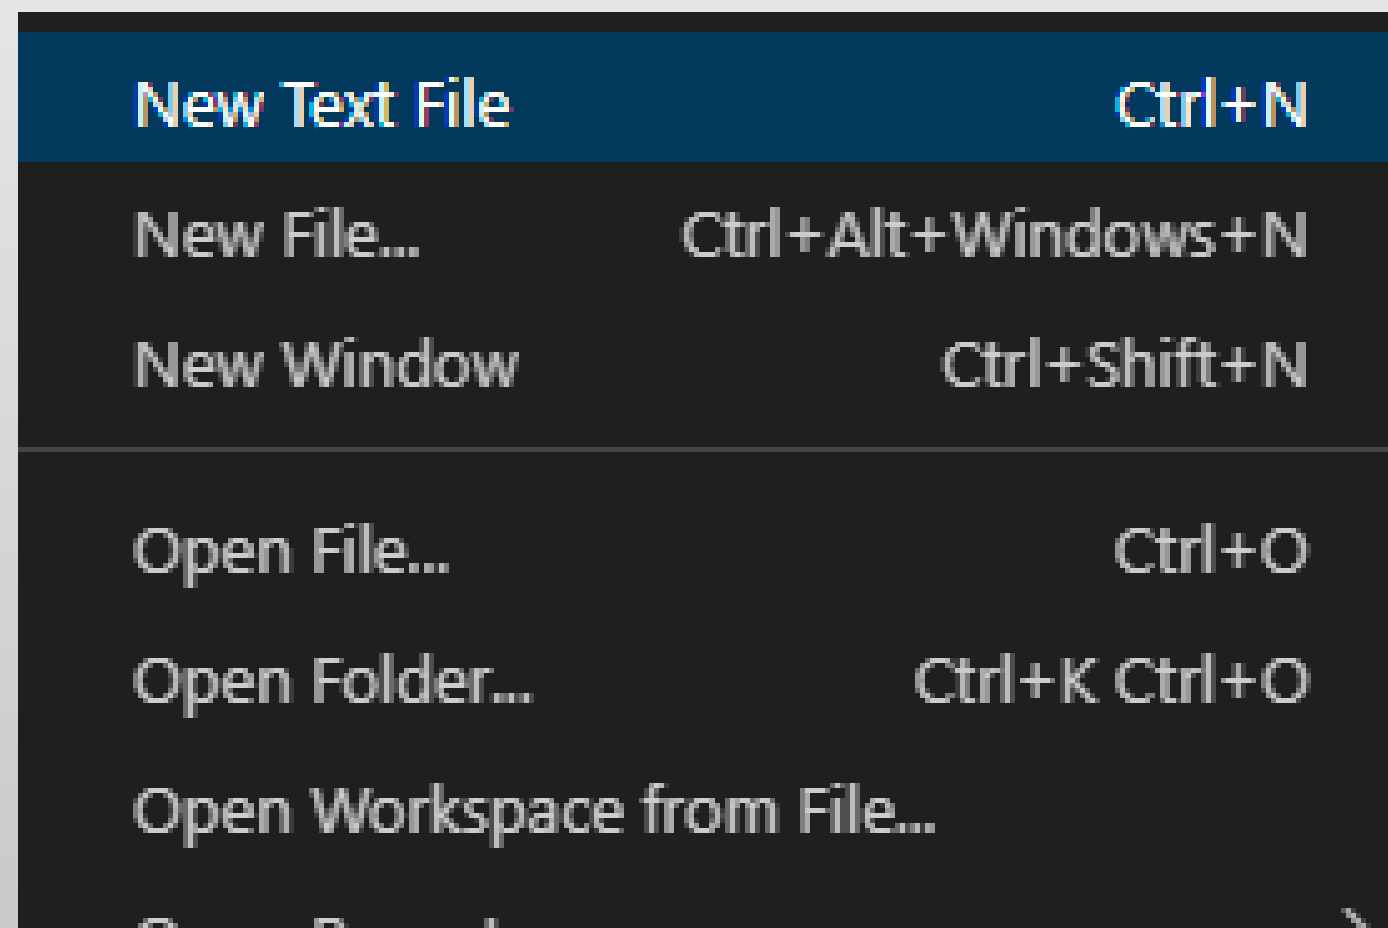 New Text File Ctrl+N
New File... Ctrl+Alt+Windows+N
New Window Ctrl+Shift+N
Open File... Ctrl+O
Open Folder... Ctrl+K Ctrl+O
Open Workspace from File...